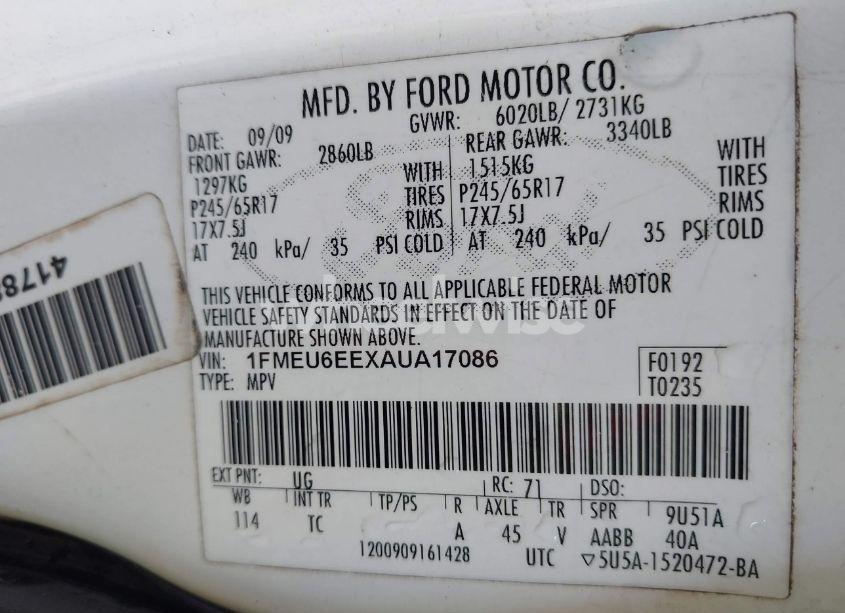 MFD. BY FORD MOTOR CO.
DATE: 09/09 GVWR: 6020LB/ 2731KG
FRONT GAWR: 2860LB REAR GAWR: 3340LB
1297KG WITH 1515KG WITH
P245/65R17 TIRES P245/65R17 TIRES
17X7.5J RIMS 17X7.5J RIMS
AT 240 kPa/ 35 PSI COLD AT 240 kPa/ 35 PSI COLD
THIS VEHICLE CONFORMS TO ALL APPLICABLE FEDERAL MOTOR
VEHICLE SAFETY STANDARDS IN EFFECT ON THE DATE OF
MANUFACTURE SHOWN ABOVE.
VIN: 1FMEU6EEXAUA17086 F0192
TYPE: MPV T0235
EXT PNT: UG RC: 71 DSO:
WB INT TR TP/PS R AXLE TR SPR 9U51A
114 TC A 45 V AABB 40A
1200909161428 UTC ▽5U5A-1520472-BA